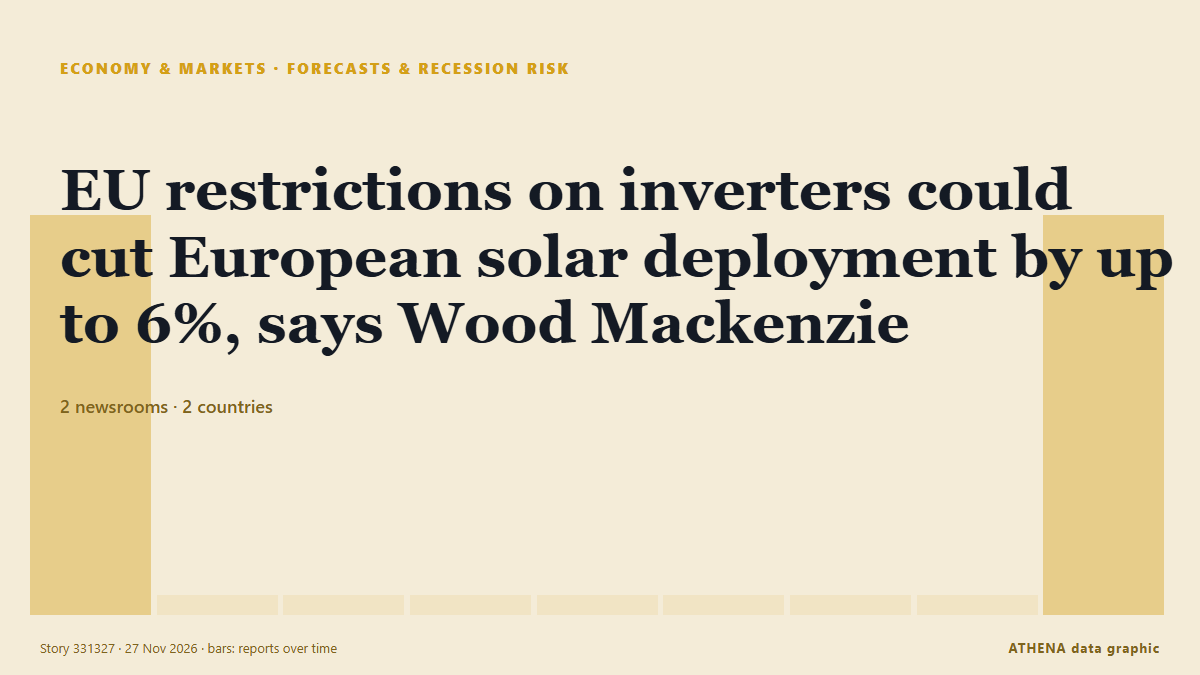 ECONOMY & MARKETS · FORECASTS & RECESSION RISK
EU restrictions on inverters could
cut European solar deployment by up
to 6%, says Wood Mackenzie
2 newsrooms · 2 countries
Story 331327 · 27 Nov 2026 · bars: reports over time
ATHENA data graphic